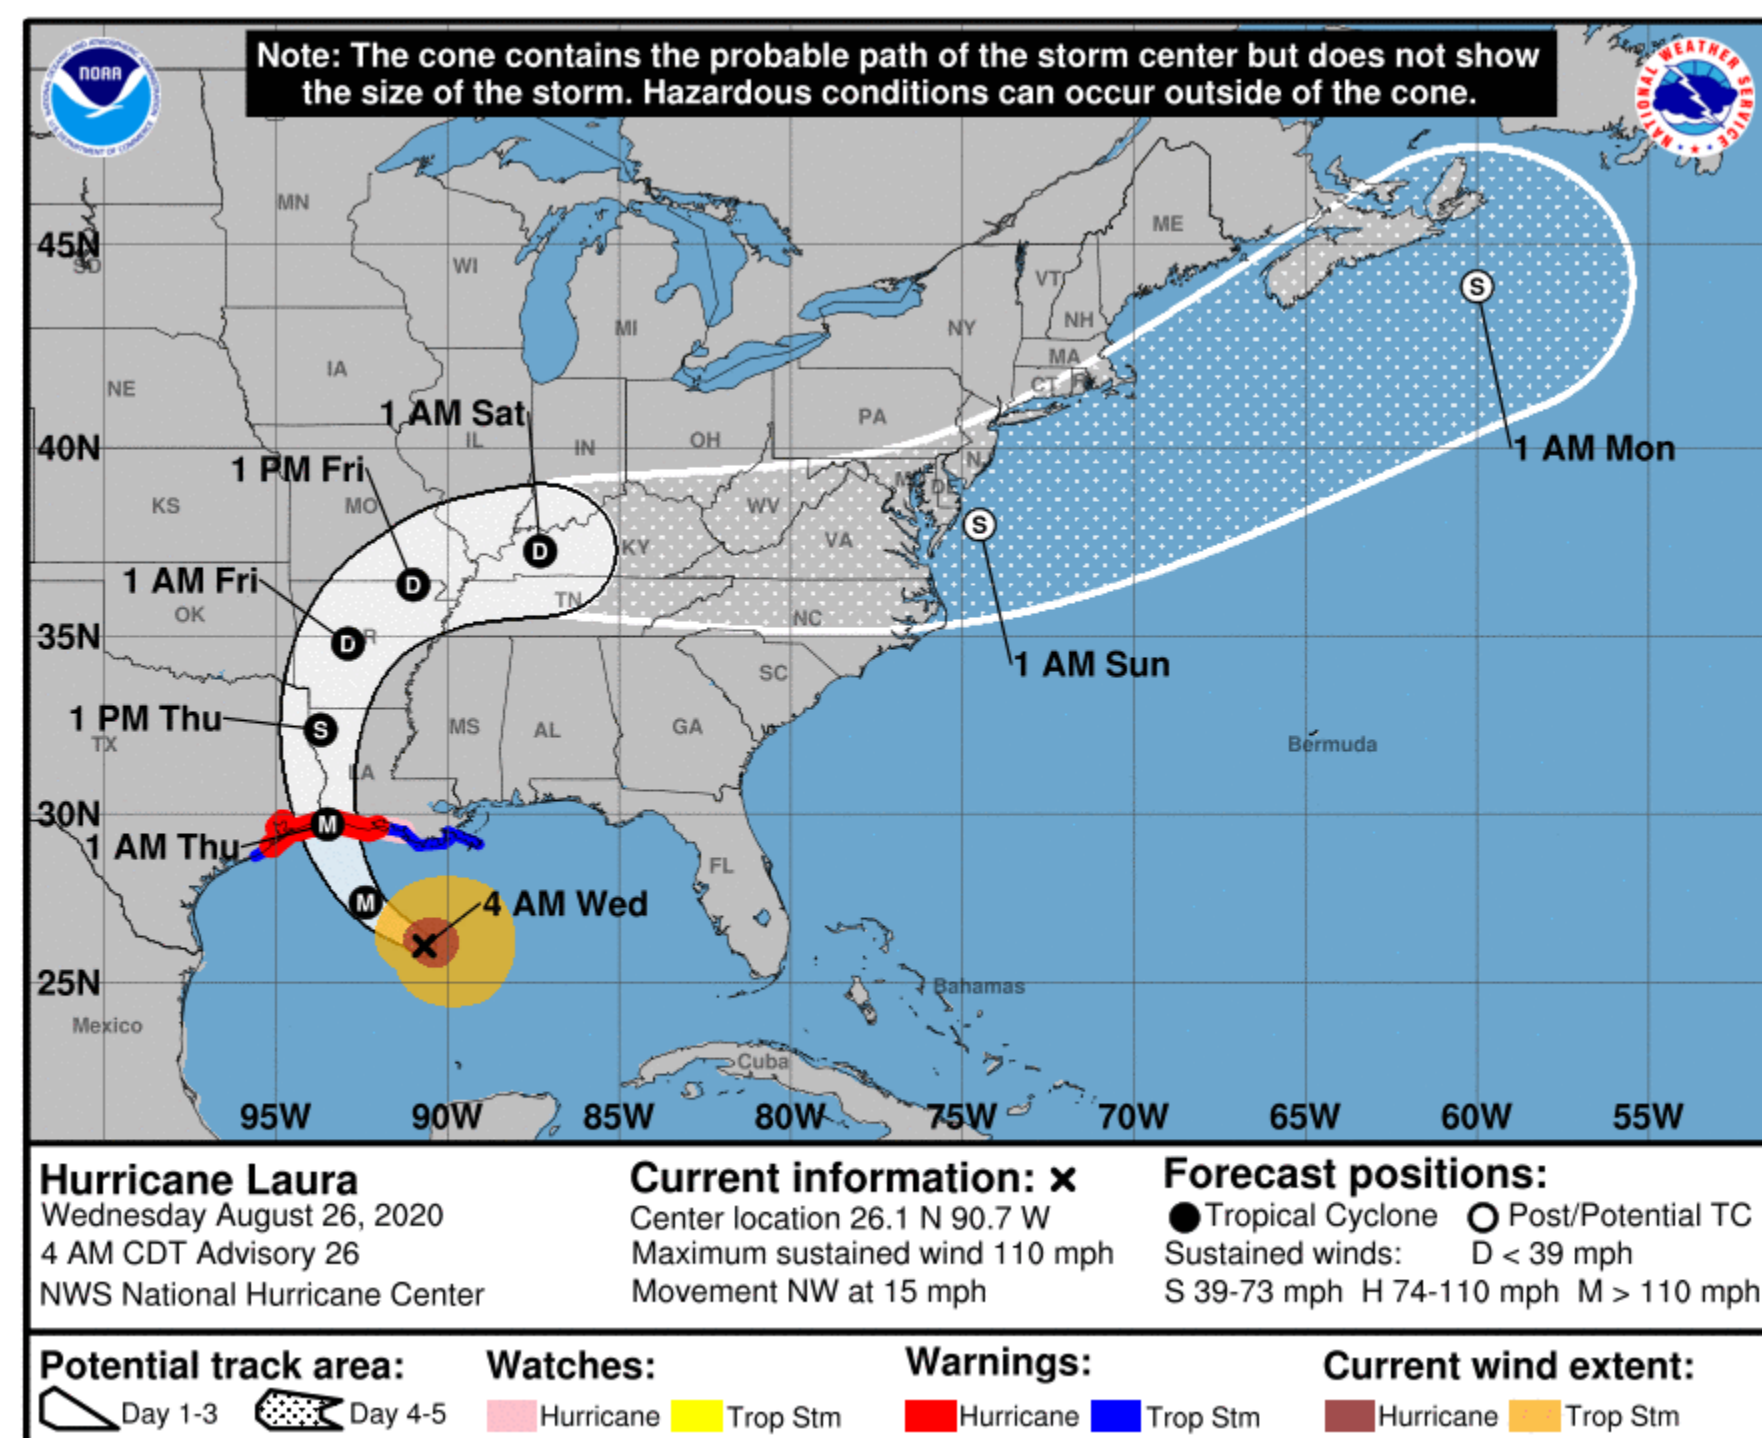 Note: The cone contains the probable path of the storm center but does not show
the size of the storm. Hazardous conditions can occur outside of the cone.
NOAA
NATIONAL WEATHER SERVICE
MN
ME
45N
SD
WI
VT
MI
NY
NH
MA
IA
CT
NE
1 AM Sat
PA
IL
IN
OH
40N
1 AM Mon
1 PM Fri
NJ
MD
DE
KS
MO
WV
S
S
VA
KY
D
D
1 AM Fri
TN
OK
NC
35N
D
1 AM Sun
SC
1 PM Thu
S
MS
AL
GA
TX
Bermuda
LA
30N
M
1 AM Thu
FL
M
4 AM Wed
25N
Bahamas
Mexico
Cuba
95W 90W 85W 80W 75W 70W 65W 60W 55W
Hurricane Laura
Wednesday August 26, 2020
4 AM CDT Advisory 26
NWS National Hurricane Center
Current information: x
Center location 26.1 N 90.7 W
Maximum sustained wind 110 mph
Movement NW at 15 mph
Forecast positions:
Tropical Cyclone Post/Potential TC
Sustained winds: D < 39 mph
S 39-73 mph H 74-110 mph M > 110 mph
Potential track area:
Day 1-3 Day 4-5
Watches:
Hurricane Trop Stm
Warnings:
Hurricane Trop Stm
Current wind extent:
Hurricane Trop Stm